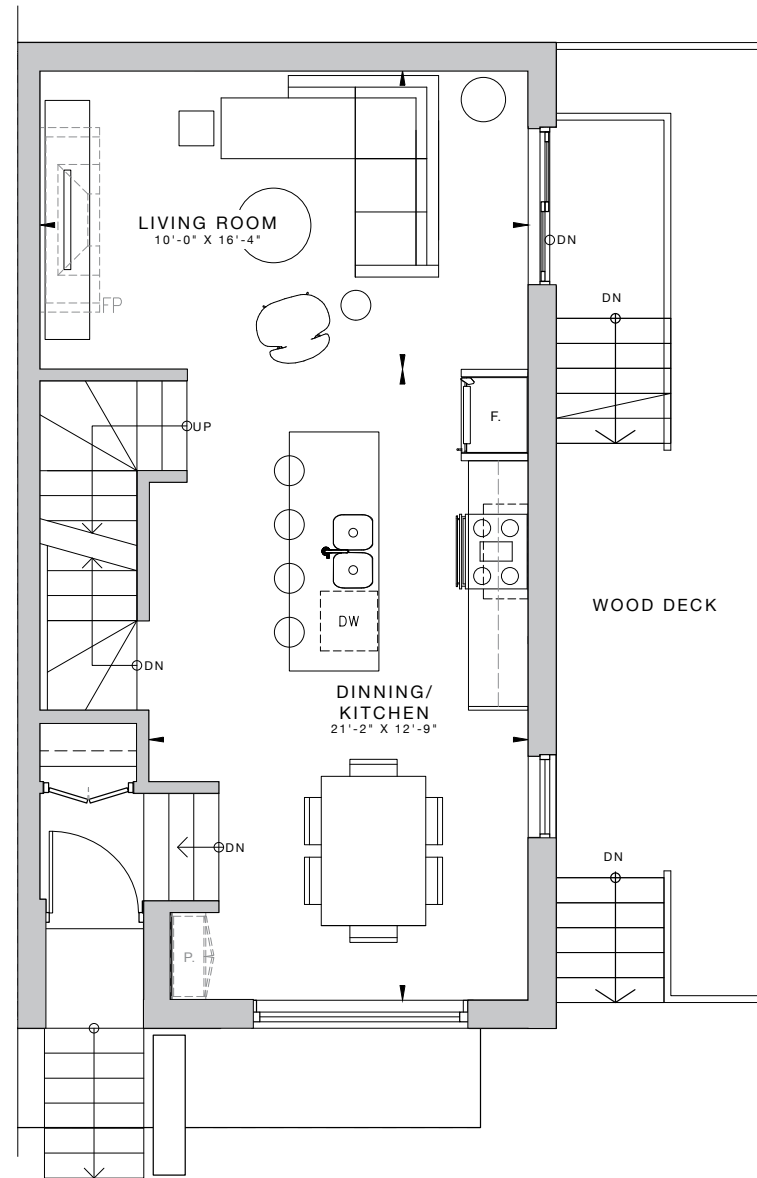 LIVING ROOM
10'-0" X 16'-4"
DN
DN
FP
F.
UP
WOOD DECK
DW
DN
DINNING/
KITCHEN
21'-2" X 12'-9"
DN
DN
P.